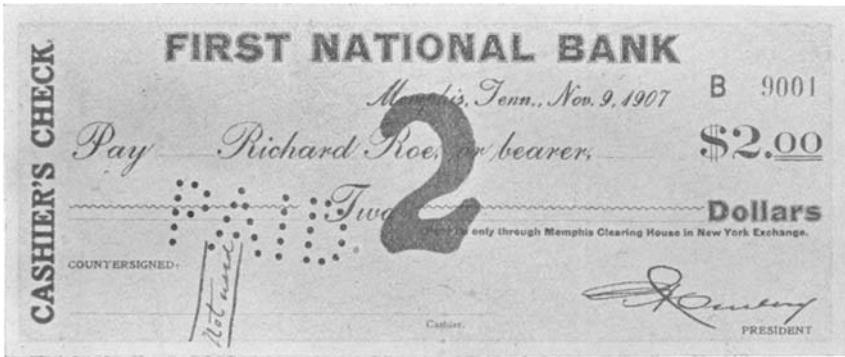 CASHIER'S CHECK
FIRST NATIONAL BANK
Memphis, Tenn., Nov. 9, 1907 B 9001
Pay Richard Roe, or bearer, $2.00
2
Two Dollars
only through Memphis Clearing House in New York Exchange.
PAID.
COUNTERSIGNED
Not used
Cashier.
PRESIDENT